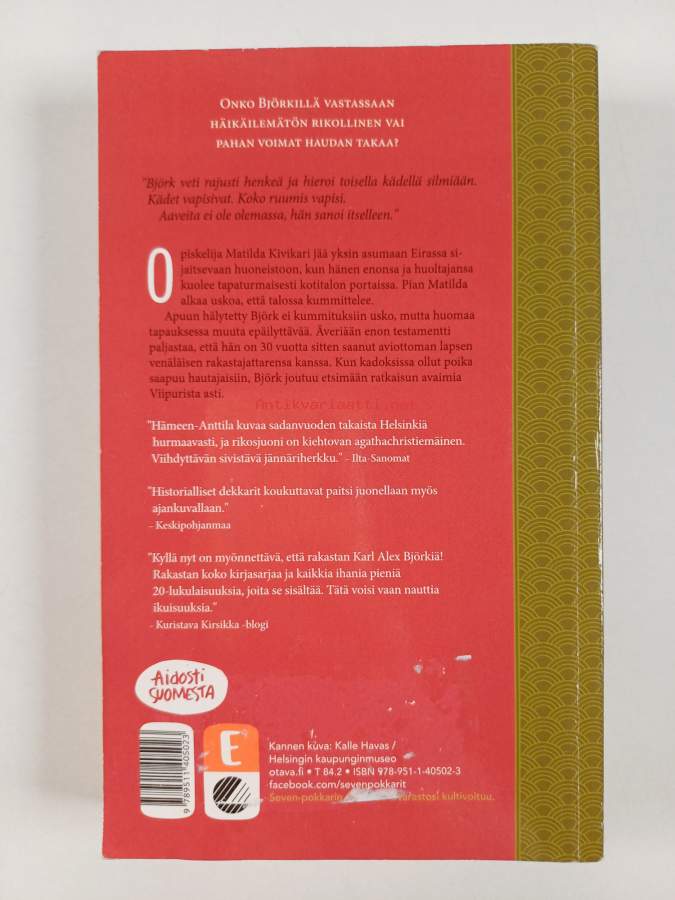 Onko Björkillä vastassaan
häikäilemätön rikollinen vai
pahan voimat haudan takaa?
"Björk veti rajusti henkeä ja hieroi toisella kädellä silmiään.
Kädet vapisivat. Koko ruumis vapisi.
Aaveita ei ole olemassa, hän sanoi itselleen."
Opiskelija Matilda Kivikari jää yksin asumaan Eirassa si-
jaitsevaan huoneistoon, kun hänen enonsa ja huoltajansa
kuolee tapaturmaisesti kotitalon portaissa. Pian Matilda
alkaa uskoa, että talossa kummittelee.
Apuun hälytetty Björk ei kummituksiin usko, mutta huomaa
tapauksessa muuta epäilyttävää. Äveriään enon testamentti
paljastaa, että hän on 30 vuotta sitten saanut aviottoman lapsen
venäläisen rakastajattarensa kanssa. Kun kadoksissa ollut poika
saapuu hautajaisiin, Björk joutuu etsimään ratkaisun avaimia
Viipurista asti.
Antikvariaatti.net
"Hämeen-Anttila kuvaa sadanvuoden takaista Helsinkiä
hurmaavasti, ja rikosjuoni on kiehtovan agathachristiemäinen.
Viihdyttävän sivistävä jännäriherkku." – Ilta-Sanomat
"Historialliset dekkarit koukuttavat paitsi juonellaan myös
ajankuvallaan."
– Keskipohjanmaa
"Kyllä nyt on myönnettävä, että rakastan Karl Alex Björkiä!
Rakastan koko kirjasarjaa ja kaikkia ihania pieniä
20-lukulaisuuksia, joita se sisältää. Tätä voisi vaan nauttia
ikuisuuksia."
– Kuristava Kirsikka -blogi
Aidosti
SUOMESTA
9 789511 405023
E
Kannen kuva: Kalle Havas /
Helsingin kaupunginmuseo
otava.fi • T 84.2 • ISBN 978-951-1-40502-3
facebook.com/sevenpokkarit
Seven-pokkarin varastosi kultivoituu.